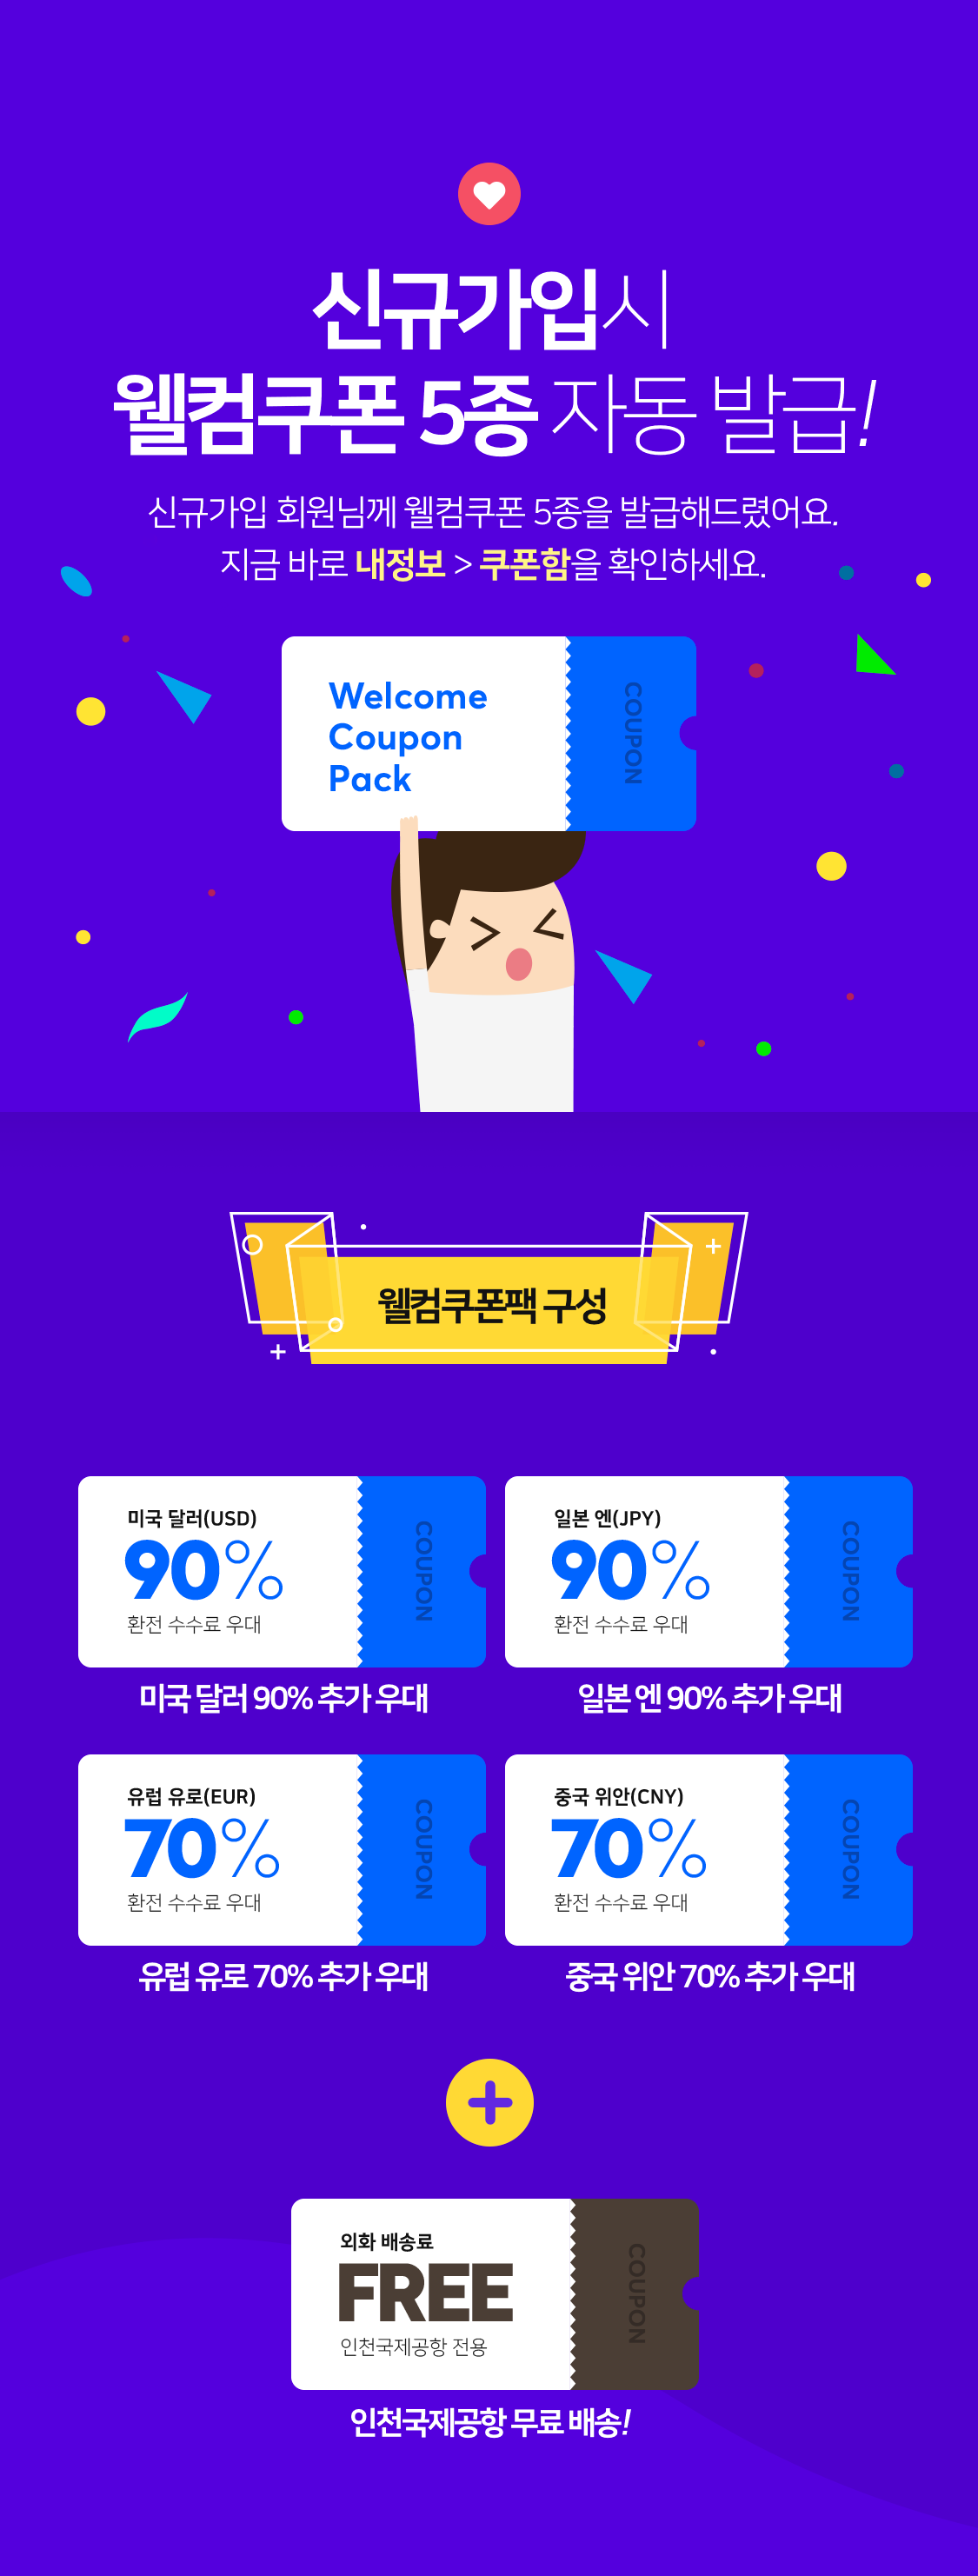 신규가입시
웰컴쿠폰 5종 자동 발급!
신규가입 회원님께 웰컴쿠폰 5종을 발급해드렸어요.
지금 바로 내정보 > 쿠폰함을 확인하세요.
Welcome
Coupon
Pack
COUPON
웰컴쿠폰팩 구성
미국 달러(USD)
90%
환전 수수료 우대
COUPON
미국 달러 90% 추가 우대
일본 엔(JPY)
90%
환전 수수료 우대
COUPON
일본 엔 90% 추가 우대
유럽 유로(EUR)
70%
환전 수수료 우대
COUPON
유럽 유로 70% 추가 우대
중국 위안(CNY)
70%
환전 수수료 우대
COUPON
중국 위안 70% 추가 우대
외화 배송료
FREE
인천국제공항 전용
COUPON
인천국제공항 무료 배송!